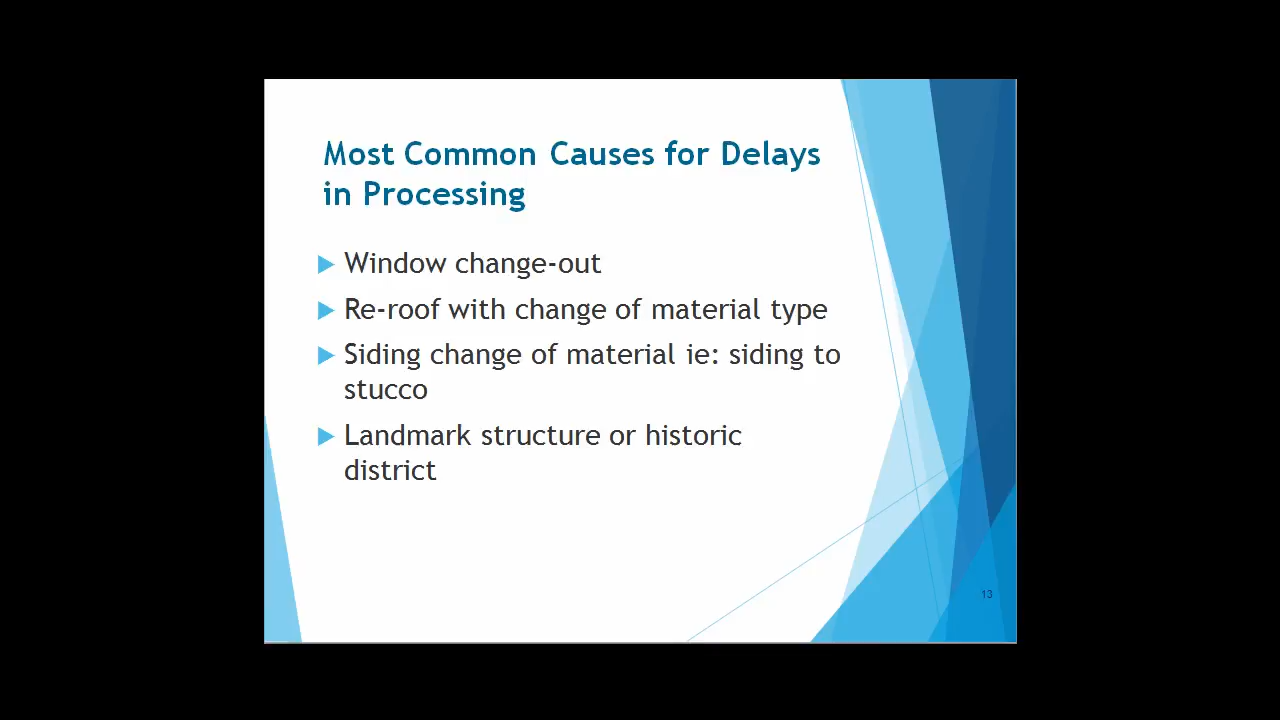 Most Common Causes for Delays
in Processing
Window change-out
Re-roof with change of material type
Siding change of material ie: siding to
stucco
Landmark structure or historic
district
13